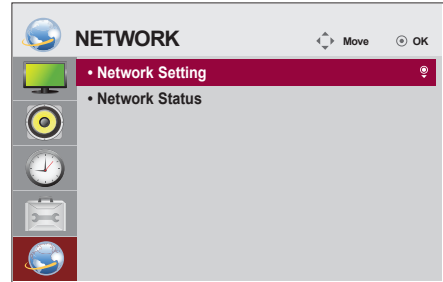 NETWORK
Move
OK
• Network Setting
• Network Status